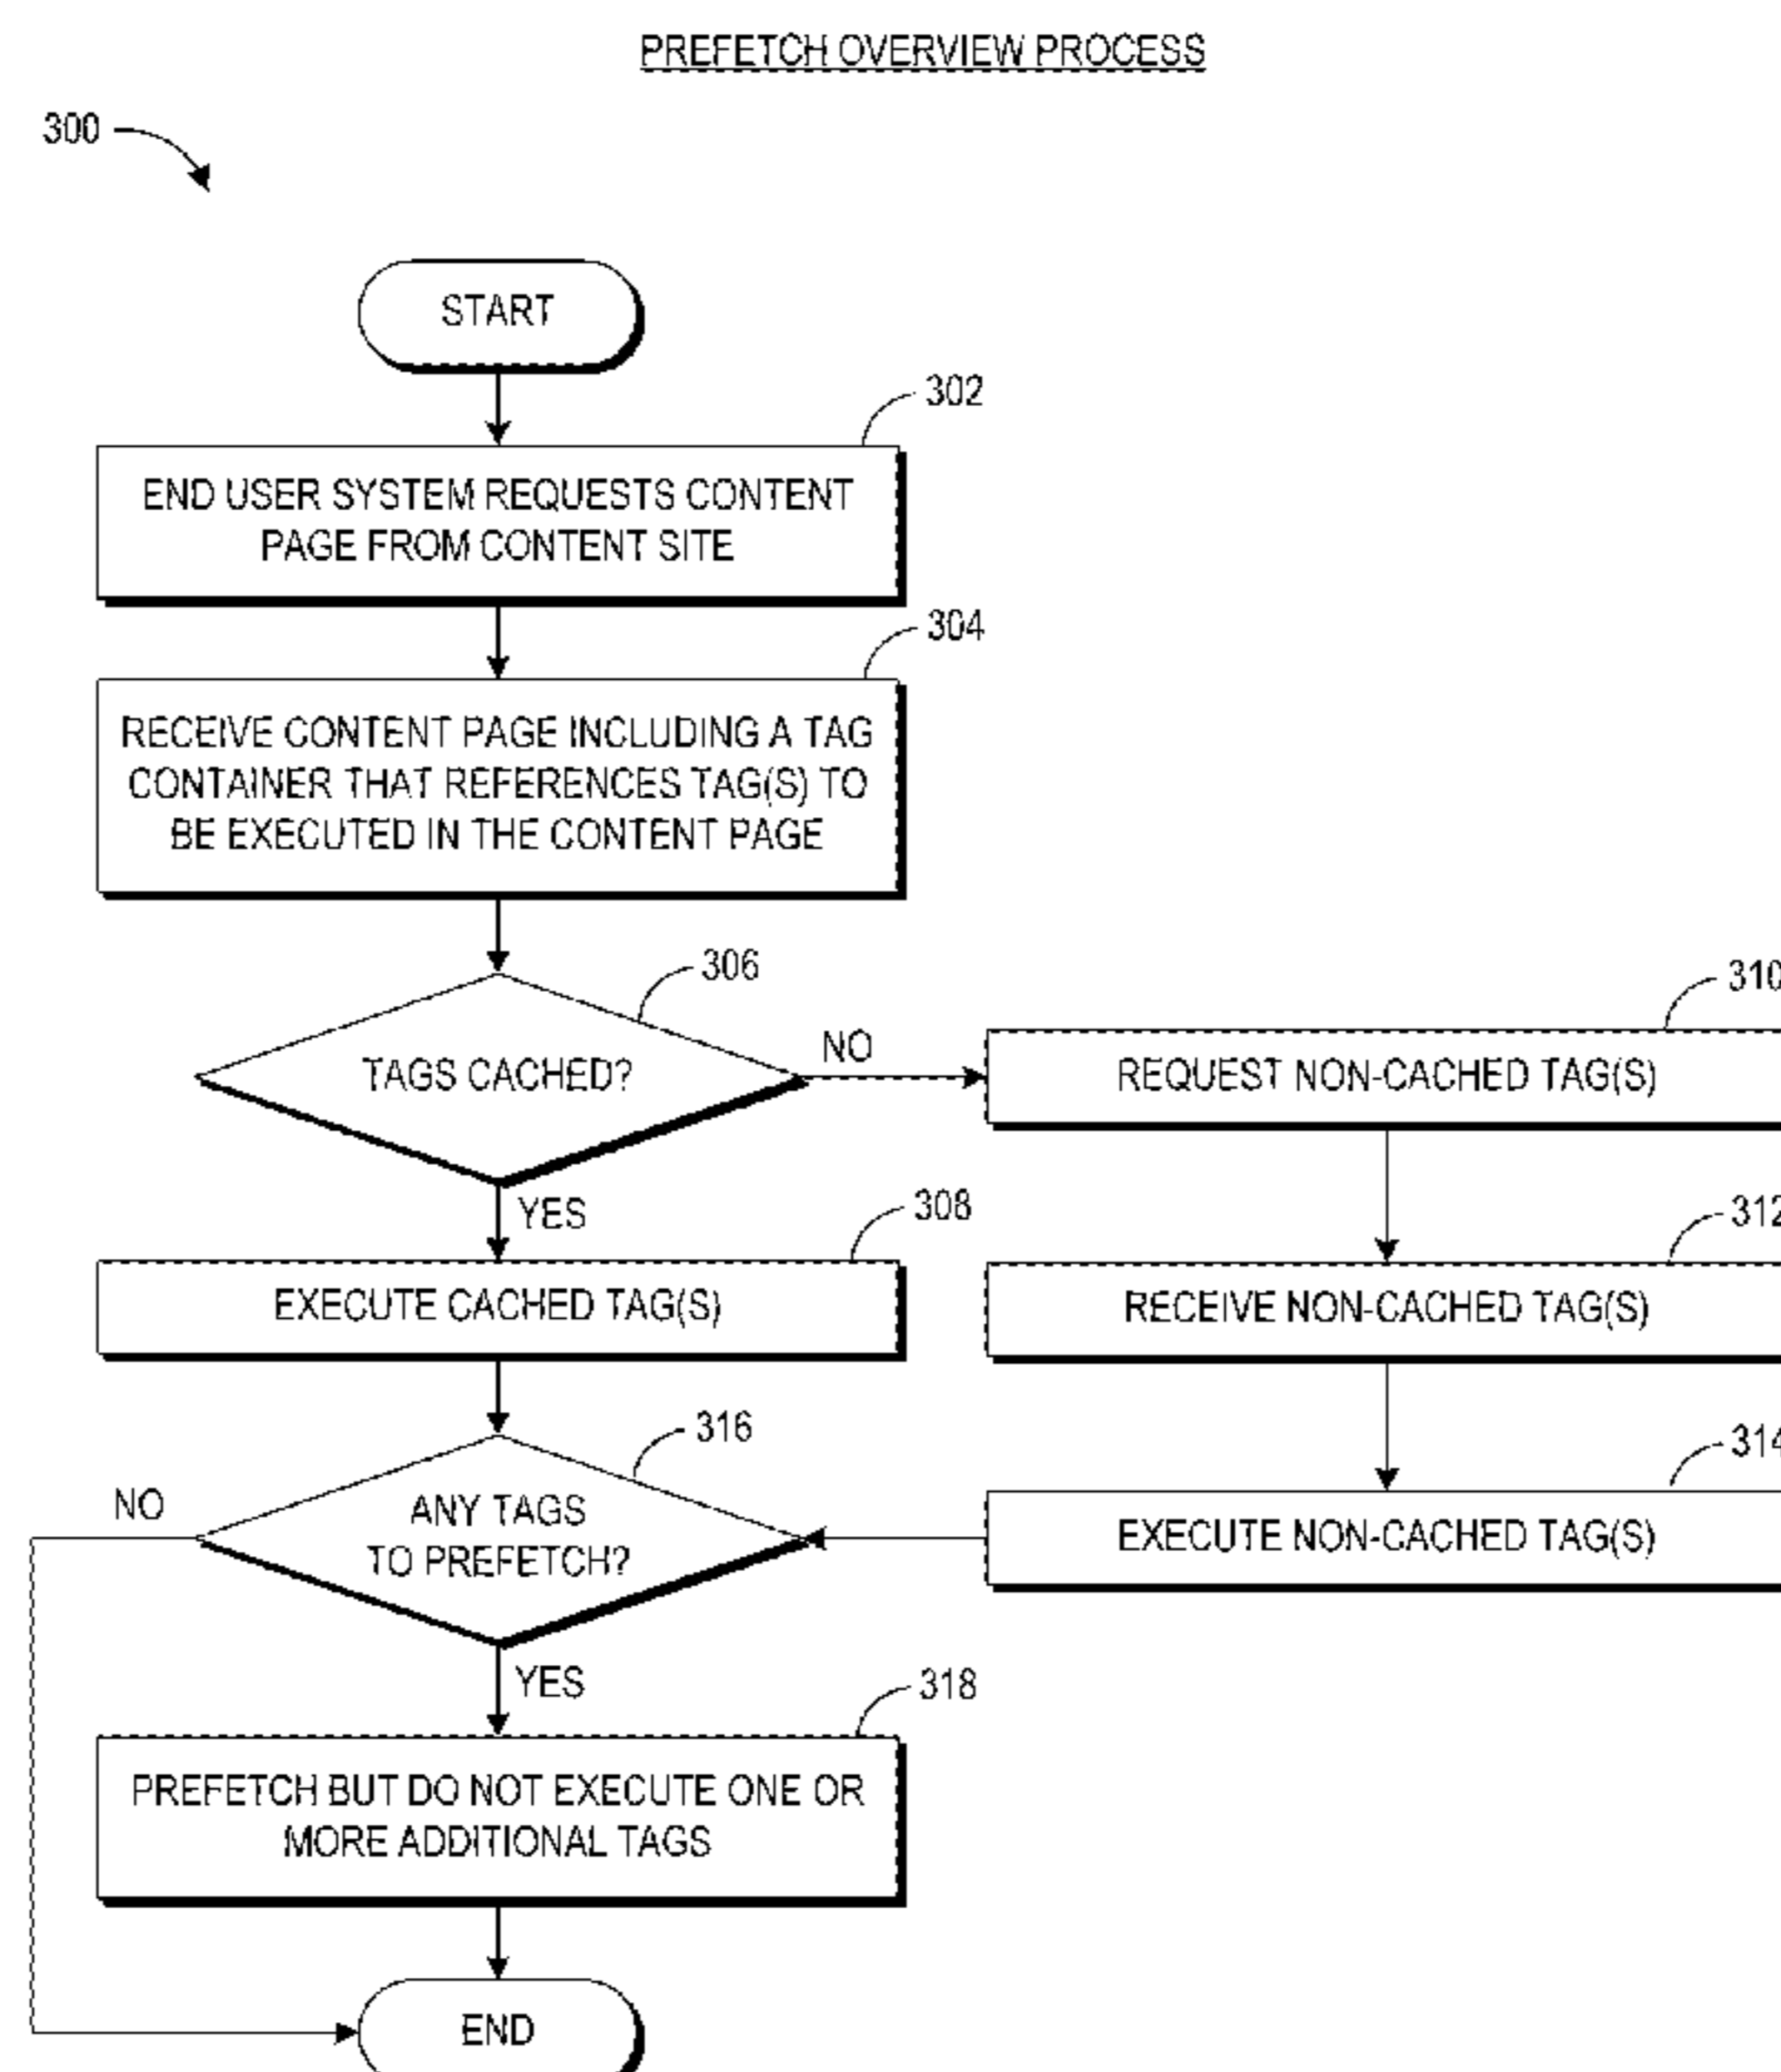 PREFETCH OVERVIEW PROCESS
300
START
302
END USER SYSTEM REQUESTS CONTENT
PAGE FROM CONTENT SITE
304
RECEIVE CONTENT PAGE INCLUDING A TAG
CONTAINER THAT REFERENCES TAG(S) TO
BE EXECUTED IN THE CONTENT PAGE
306
TAGS CACHED?
NO
310
REQUEST NON-CACHED TAG(S)
YES
308
EXECUTE CACHED TAG(S)
312
RECEIVE NON-CACHED TAG(S)
316
NO
ANY TAGS
TO PREFETCH?
314
EXECUTE NON-CACHED TAG(S)
YES
318
PREFETCH BUT DO NOT EXECUTE ONE OR
MORE ADDITIONAL TAGS
END